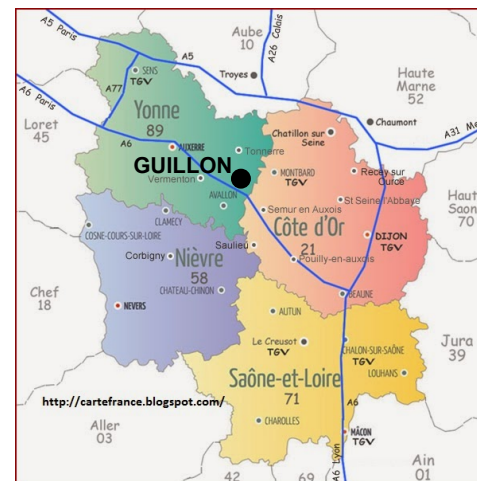 A5 Paris
Aube
10
A26 Calais
A5
Troyes
SENS
TGV
A77
A6 Paris
Yonne
89
Haute
Marne
52
Chaumont
Loret
45
A6
AUXERRE
Tonnerre
Chatillon sur
Seine
A31 Me
GUILLON
Vermenton
MONTBARD
TGV
Recey sur
Ource
AVALLON
St Seine l'Abbaye
Haut
Saon
70
Semur en Auxois
CLAMECY
Côte d'Or
21
DIJON
TGV
COSNE-COURS-SUR-LOIRE
Saulieu
Corbigny
Nièvre
58
Pouilly-en-auxois
Cher
18
CHATEAU-CHINON
BEAUNE
NEVERS
AUTUN
Le Creusot
TGV
CHALON-SUR-SAÔNE
TGV
Jura
39
LOUHANS
Saône-et-Loire
71
A6
http://cartefrance.blogspot.com/
Aller
03
CHAROLLES
MÂCON
TGV
A6 Lyon
Ain
01
42
69